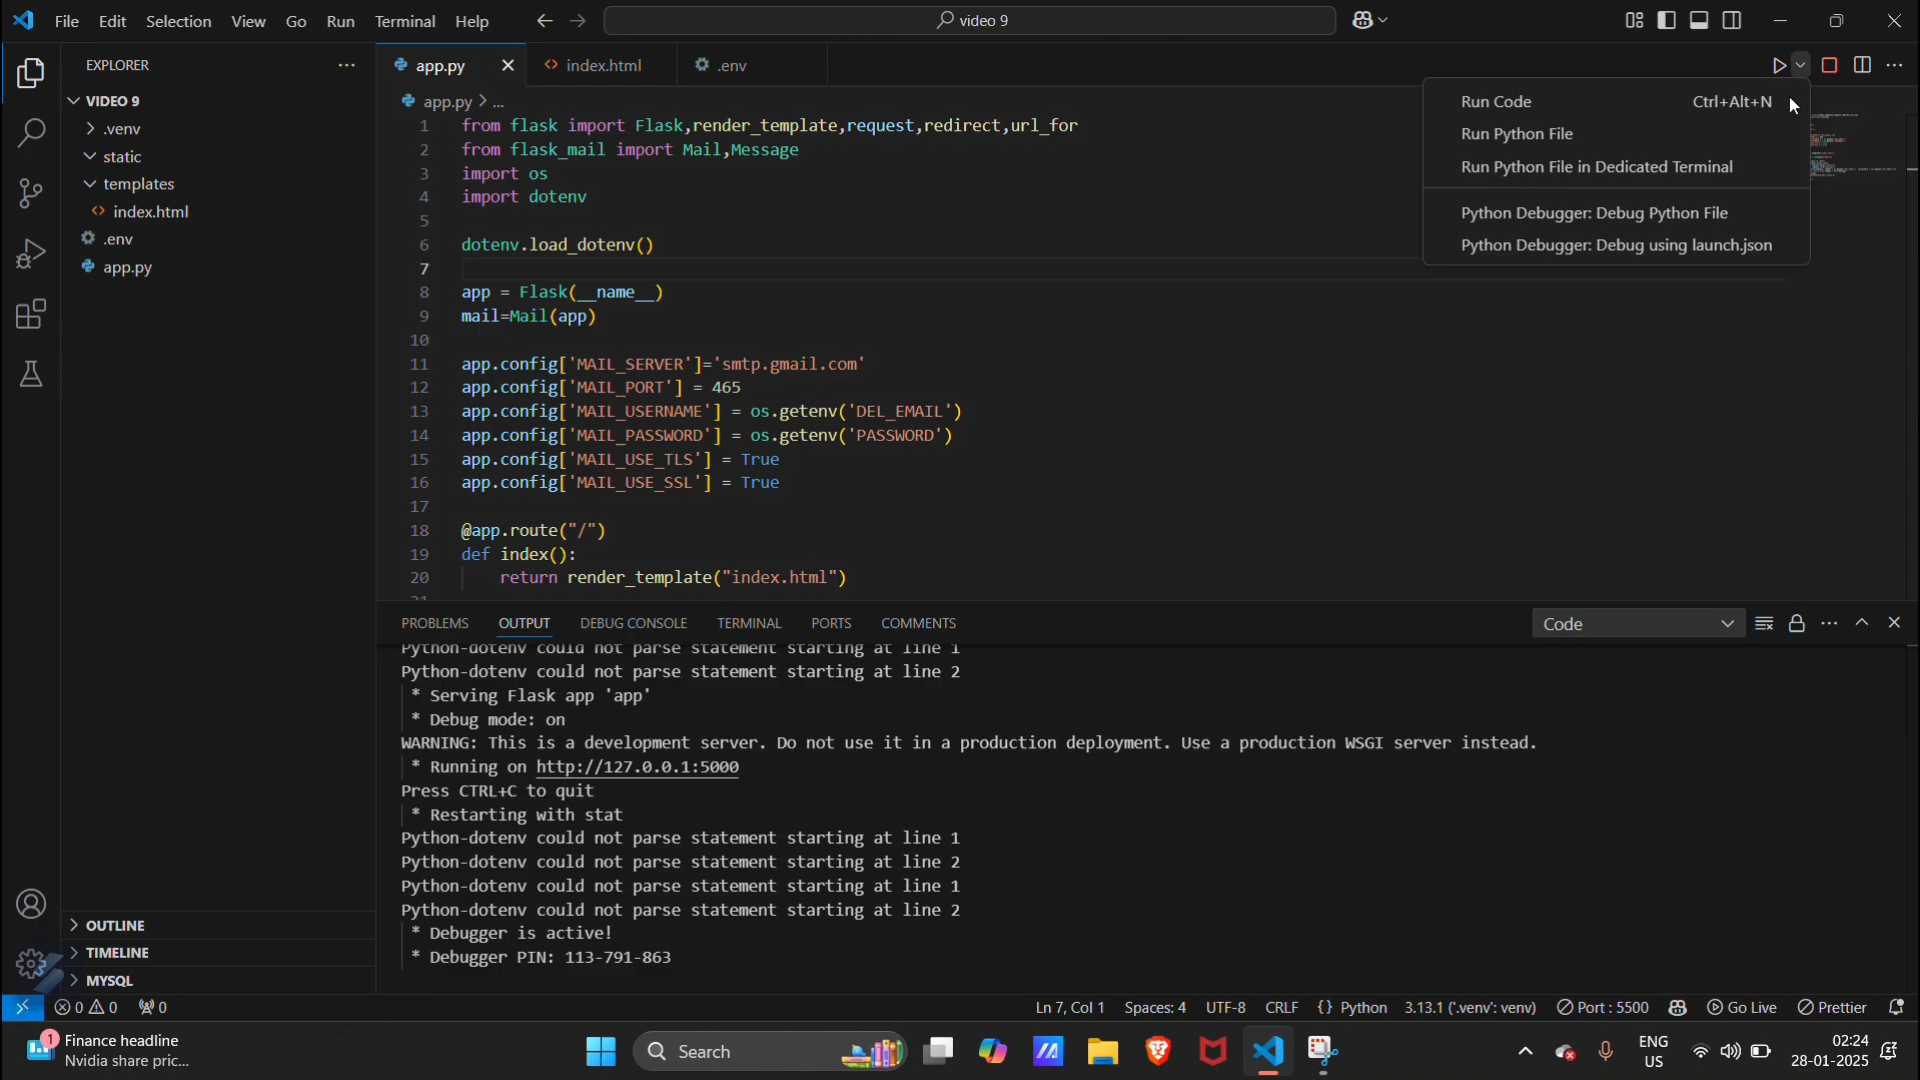 File Edit Selection View Go Run Terminal Help
video 9
EXPLORER
VIDEO 9
.venv
static
templates
index.html
.env
app.py
OUTLINE
TIMELINE
MYSQL
app.py
index.html
.env
app.py > ...
1 from flask import Flask,render_template,request,redirect,url_for
2 from flask_mail import Mail,Message
3 import os
4 import dotenv
5
6 dotenv.load_dotenv()
7
8 app = Flask(__name__)
9 mail=Mail(app)
10
11 app.config['MAIL_SERVER']='smtp.gmail.com'
12 app.config['MAIL_PORT'] = 465
13 app.config['MAIL_USERNAME'] = os.getenv('DEL_EMAIL')
14 app.config['MAIL_PASSWORD'] = os.getenv('PASSWORD')
15 app.config['MAIL_USE_TLS'] = True
16 app.config['MAIL_USE_SSL'] = True
17
18 @app.route("/")
19 def index():
20 return render_template("index.html")
21
Run Code Ctrl+Alt+N
Run Python File
Run Python File in Dedicated Terminal
Python Debugger: Debug Python File
Python Debugger: Debug using launch.json
PROBLEMS OUTPUT DEBUG CONSOLE TERMINAL PORTS COMMENTS
Code
Python-dotenv could not parse statement starting at line 1
Python-dotenv could not parse statement starting at line 2
* Serving Flask app 'app'
* Debug mode: on
WARNING: This is a development server. Do not use it in a production deployment. Use a production WSGI server instead.
* Running on http://127.0.0.1:5000
Press CTRL+C to quit
* Restarting with stat
Python-dotenv could not parse statement starting at line 1
Python-dotenv could not parse statement starting at line 2
Python-dotenv could not parse statement starting at line 1
Python-dotenv could not parse statement starting at line 2
* Debugger is active!
* Debugger PIN: 113-791-863
0 0 0
Ln 7, Col 1 Spaces: 4 UTF-8 CRLF {} Python 3.13.1 ('.venv': venv) Port : 5500 Go Live Prettier
1
Finance headline
Nvidia share pric...
Search
ENG
US
02:24
28-01-2025